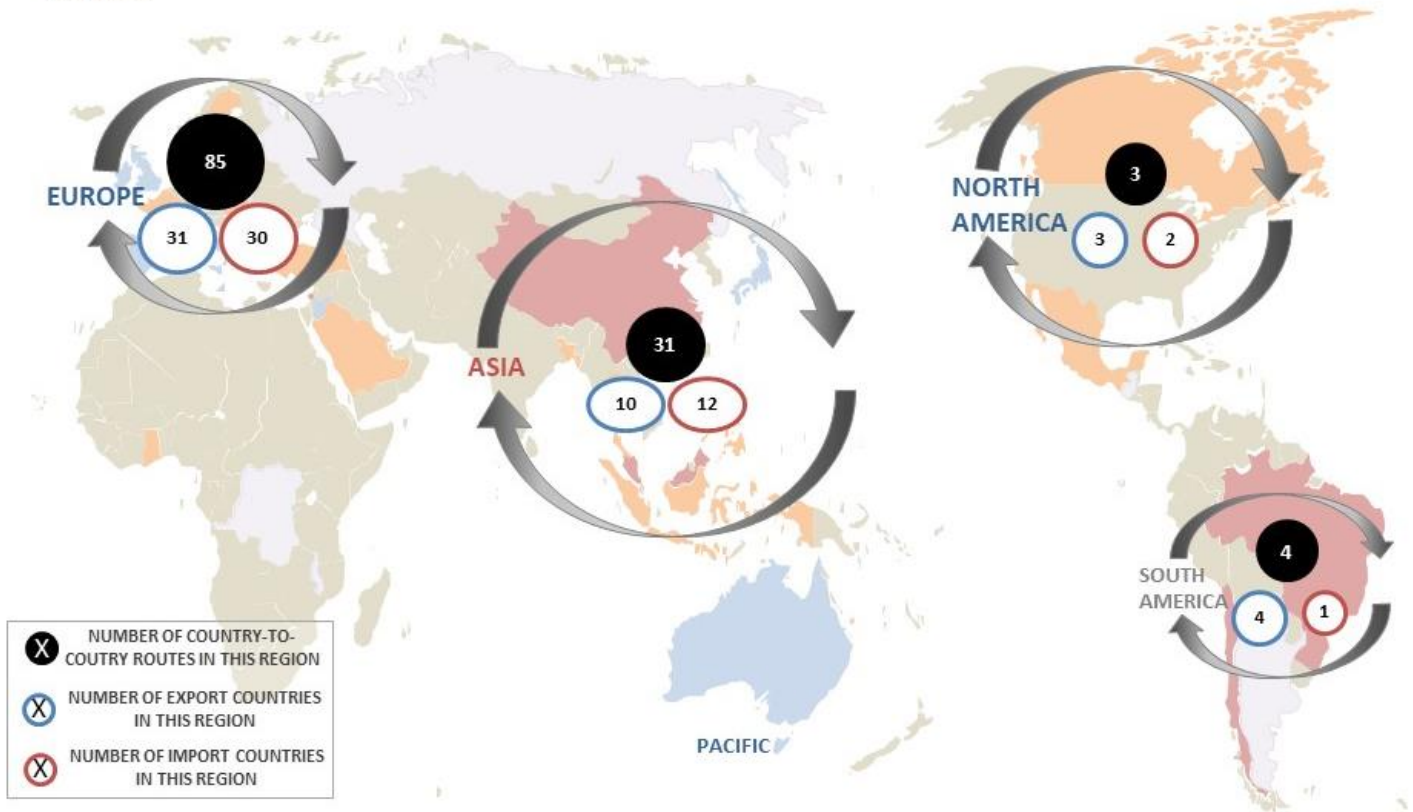 85
EUROPE
31
30
NORTH
AMERICA
3
3
2
31
ASIA
10
12
4
SOUTH
AMERICA
4
1
PACIFIC
X
NUMBER OF COUNTRY-TO-
COUTRY ROUTES IN THIS REGION
X
NUMBER OF EXPORT COUNTRIES
IN THIS REGION
X
NUMBER OF IMPORT COUNTRIES
IN THIS REGION